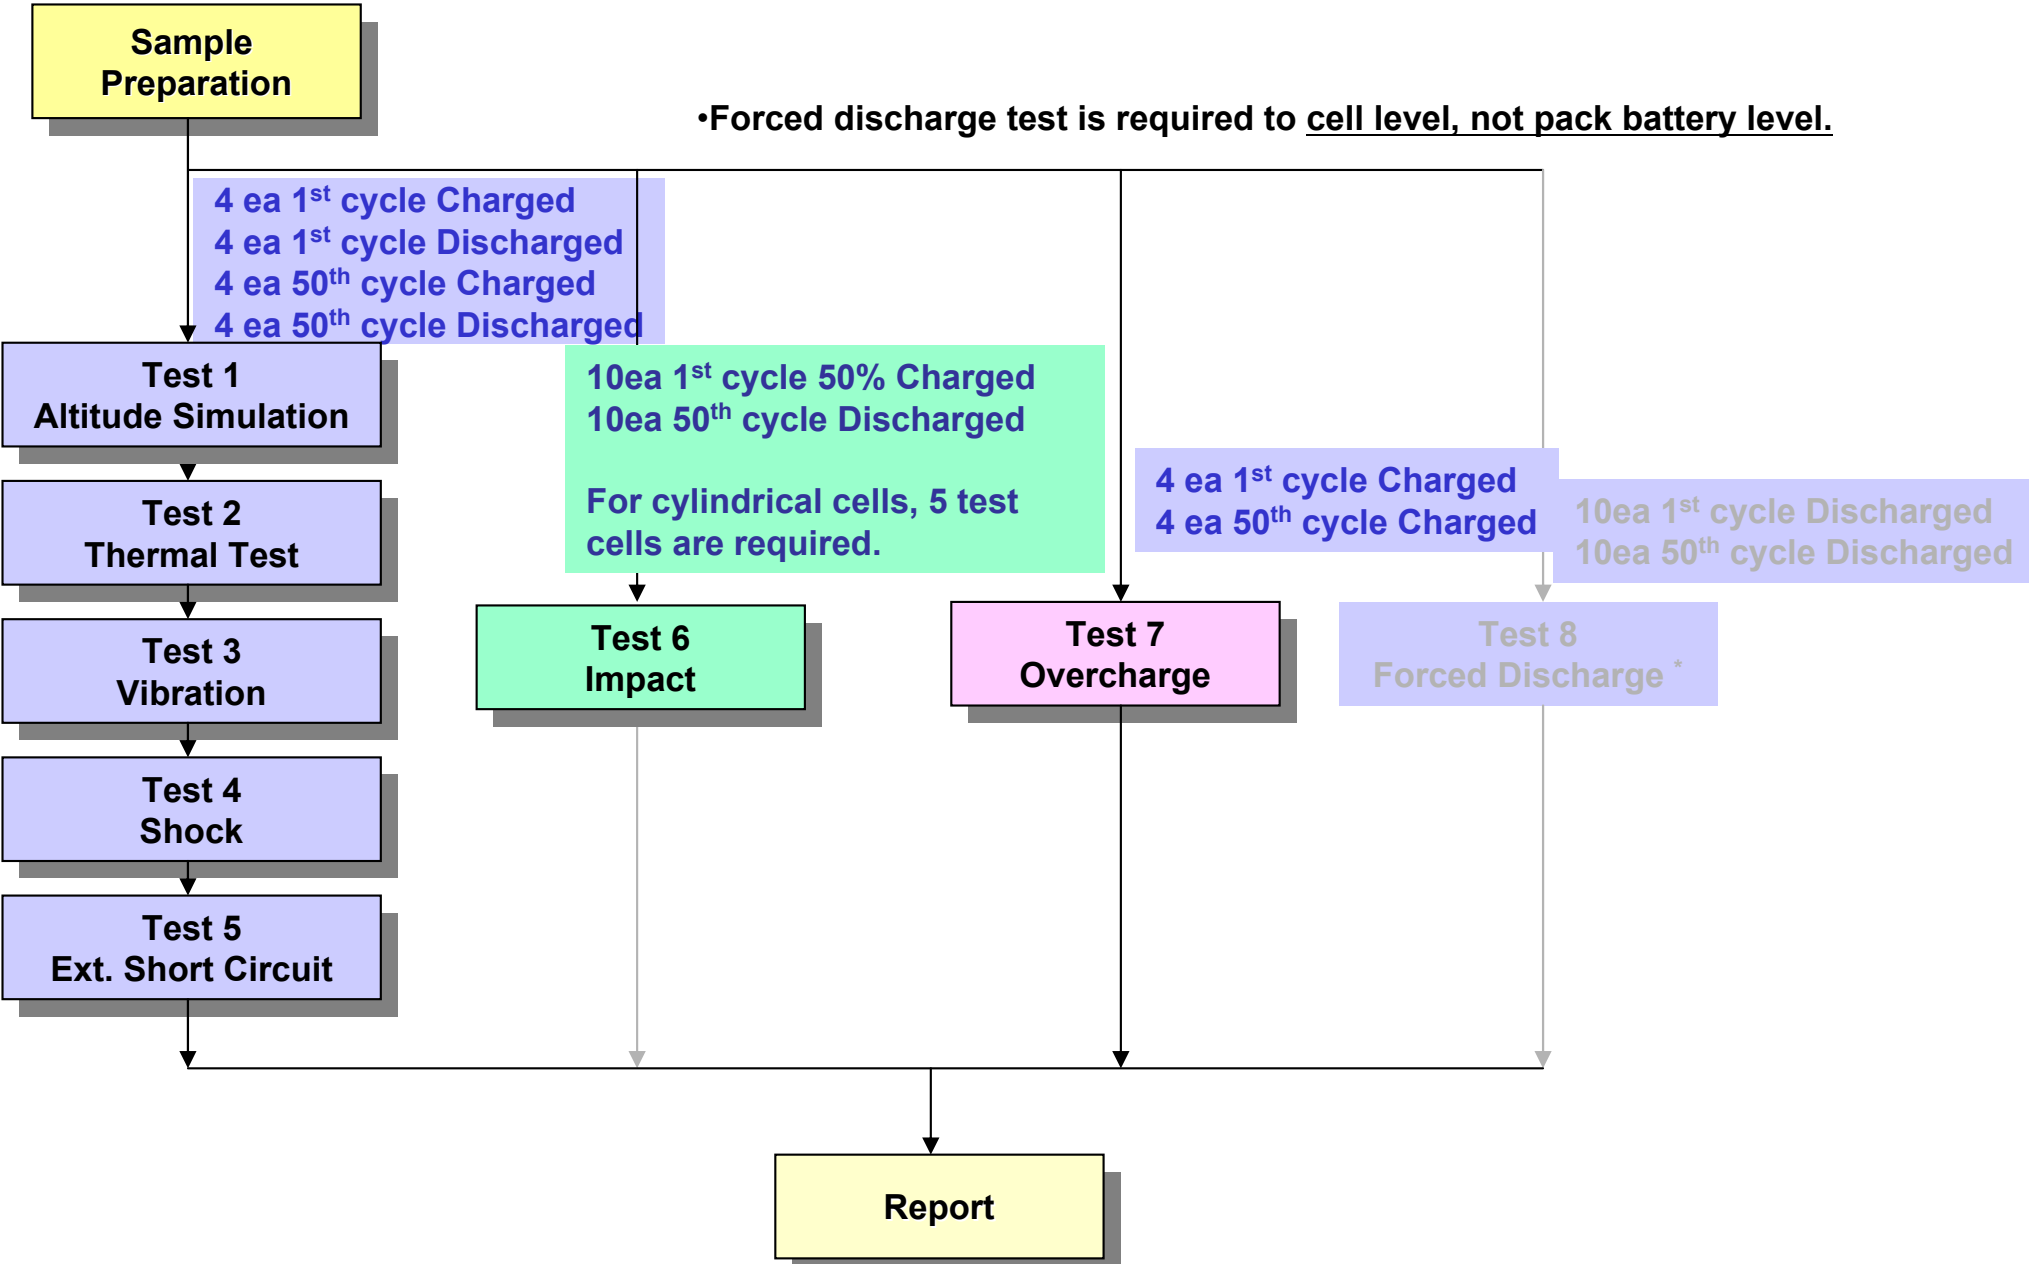 Sample
Preparation
•Forced discharge test is required to cell level, not pack battery level.
4 ea 1st cycle Charged
4 ea 1st cycle Discharged
4 ea 50th cycle Charged
4 ea 50th cycle Discharged
Test 1
Altitude Simulation
10ea 1st cycle 50% Charged
10ea 50th cycle Discharged
For cylindrical cells, 5 test
cells are required.
4 ea 1st cycle Charged
4 ea 50th cycle Charged
10ea 1st cycle Discharged
10ea 50th cycle Discharged
Test 2
Thermal Test
Test 3
Vibration
Test 6
Impact
Test 7
Overcharge
Test 8
Forced Discharge *
Test 4
Shock
Test 5
Ext. Short Circuit
Report